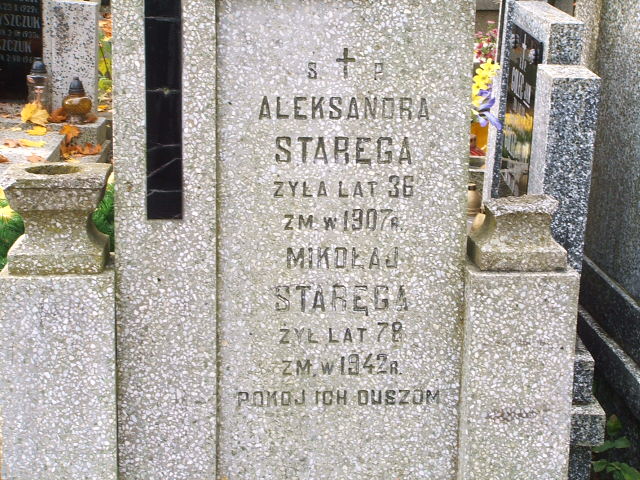 S P
ALEKSANDRA
STARĘGA
ŻYŁA LAT 36
ZM. W 1907 R.
MIKOŁAJ
STARĘGA
ŻYŁ LAT 78
ZM. W 1942 R.
POKÓJ ICH DUSZOM